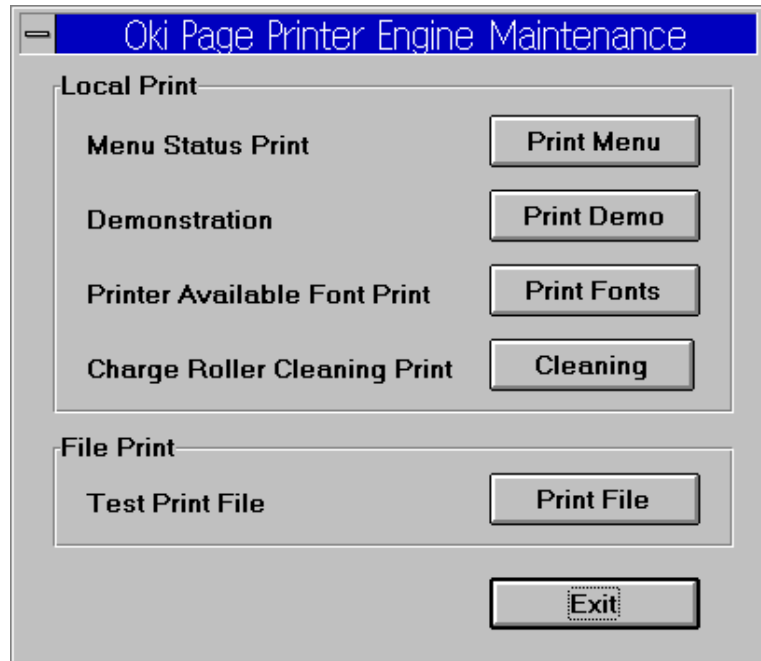 Oki Page Printer Engine Maintenance
Local Print
Menu Status Print Print Menu
Demonstration Print Demo
Printer Available Font Print Print Fonts
Charge Roller Cleaning Print Cleaning
File Print
Test Print File Print File
Exit